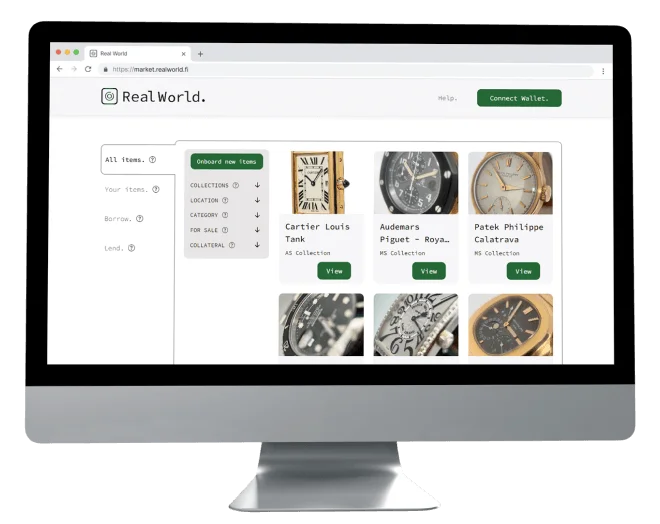 Real World
https://market.realworld.fi
RealWorld.
Help.
Connect Wallet.
All items.
Your items.
Borrow.
Lend.
Onboard new items
COLLECTIONS
LOCATION
CATEGORY
FOR SALE
COLLATERAL
Cartier Louis
Tank
AS Collection
View
Audemars
Piguet – Roya…
MS Collection
View
Patek Philippe
Calatrava
MS Collection
View